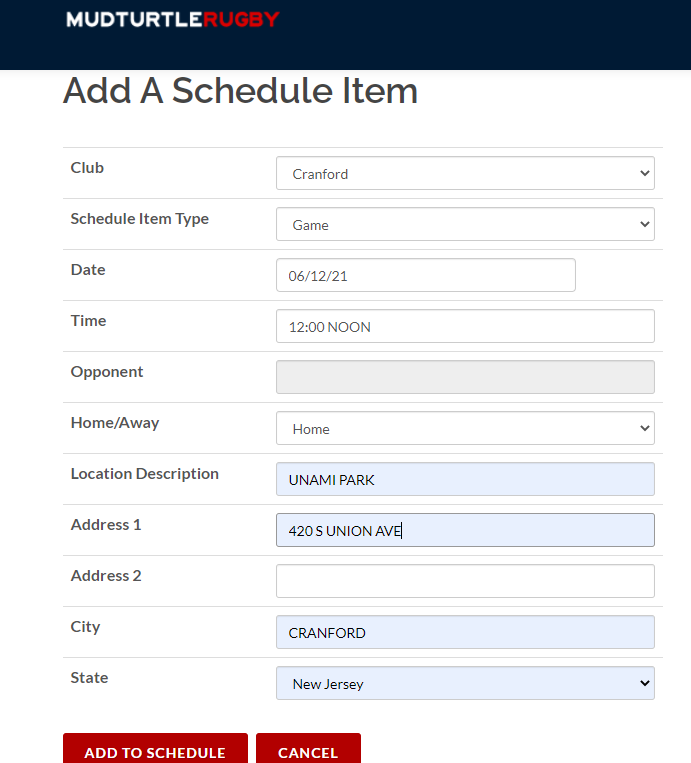 MUDTURTLERUGBY
Add A Schedule Item
Club Cranford
Schedule Item Type Game
Date 06/12/21
Time 12:00 NOON
Opponent
Home/Away Home
Location Description UNAMI PARK
Address 1 420 S UNION AVE
Address 2
City CRANFORD
State New Jersey
ADD TO SCHEDULE CANCEL